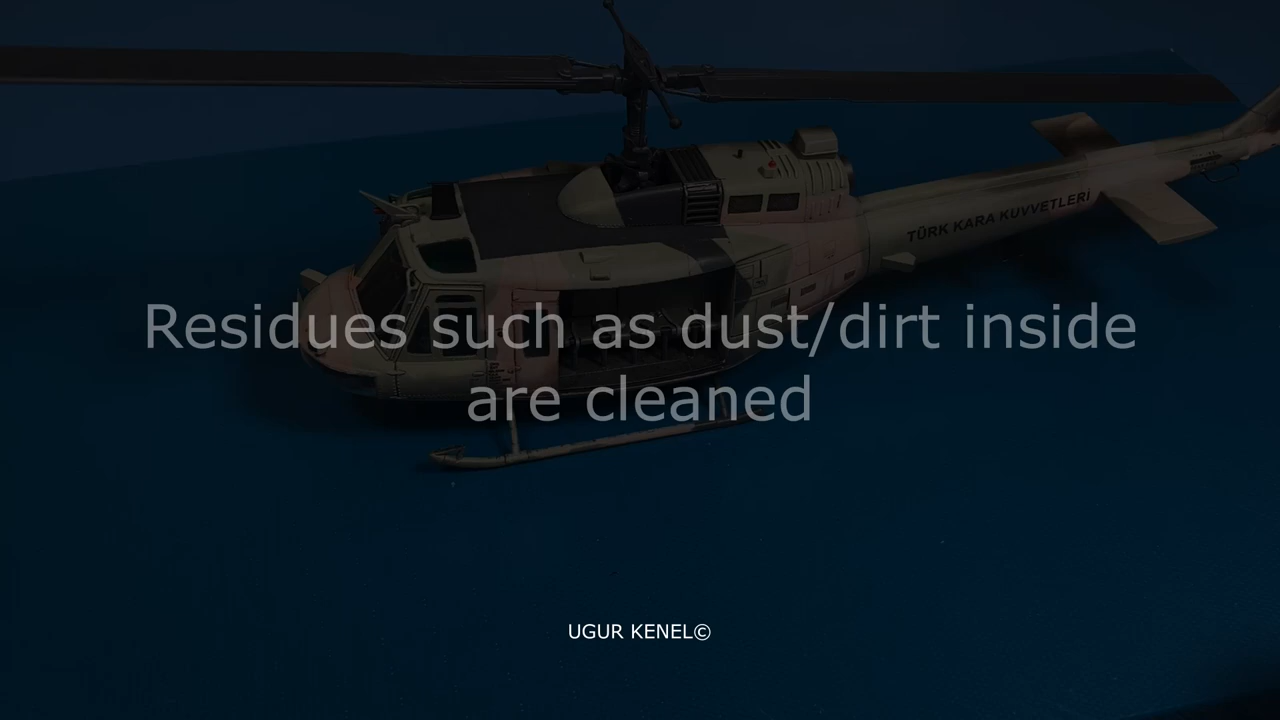 TÜRK KARA KUVVETLERİ
Residues such as dust/dirt inside
are cleaned
UGUR KENEL©